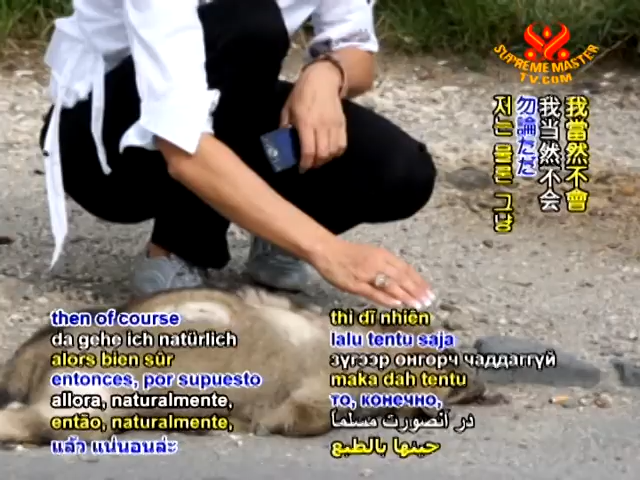 SUPREME MASTER
TV.COM
我當然不會
我当然不会
勿論ただ
저는 물론 그냥
then of course
da gehe ich natürlich
alors bien sûr
entonces, por supuesto
allora, naturalmente,
então, naturalmente,
แล้ว แน่นอนล่ะ
thì dĩ nhiên
lalu tentu saja
зүгээр өнгөрч чаддаггүй
maka dah tentu
то, конечно,
در آنصورت مسلماً
حينها بالطبع